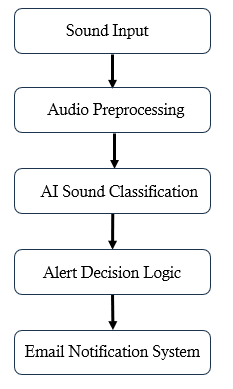 Sound Input
Audio Preprocessing
AI Sound Classification
Alert Decision Logic
Email Notification System